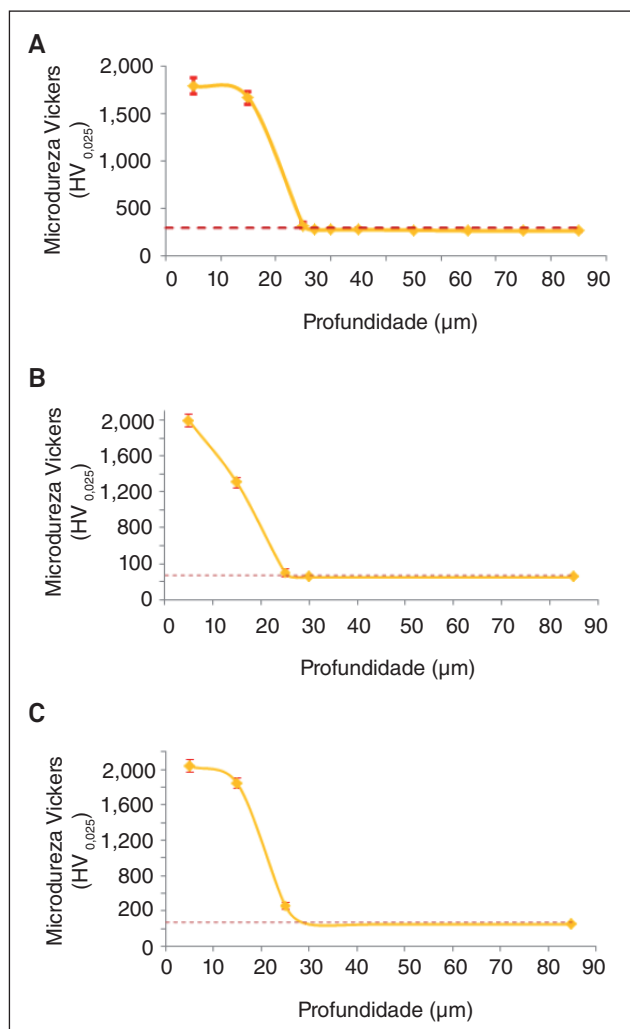 A
Microdureza Vickers
(HV0,025)
2,000
1,500
1,000
500
0
0 10 20 30 40 50 60 70 80 90
Profundidade (µm)
B
Microdureza Vickers
(HV0,025)
2,000
1,600
1,200
800
100
0
0 10 20 30 40 50 60 70 80 90
Profundidade (µm)
C
Microdureza Vickers
(HV0,025)
2,000
1,600
1,200
800
200
0
0 10 20 30 40 50 60 70 80 90
Profundidade (µm)